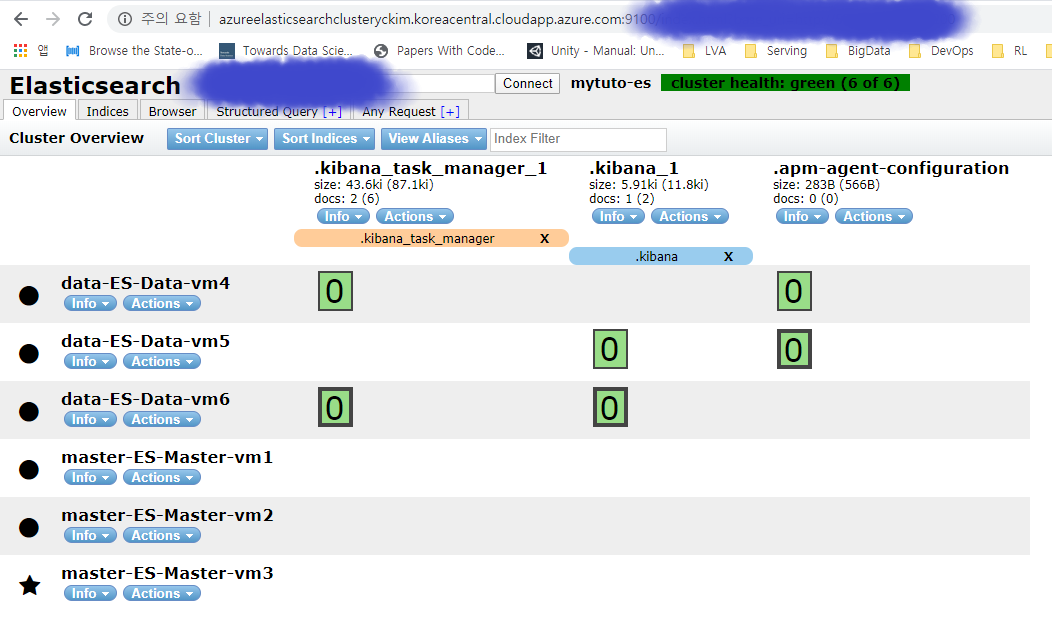 주의 요함 azureelasticsearchclusteryckim.koreacentral.cloudapp.azure.com:9100/
앱 Browse the State-o... Towards Data Scie... Papers With Code... Unity - Manual: Un... LVA Serving BigData DevOps RL
Elasticsearch Connect mytuto-es cluster health: green (6 of 6)
Overview Indices Browser Structured Query [+] Any Request [+]
Cluster Overview Sort Cluster Sort Indices View Aliases Index Filter
.kibana_task_manager_1 .kibana_1 .apm-agent-configuration
size: 43.6ki (87.1ki) size: 5.91ki (11.8ki) size: 283B (566B)
docs: 2 (6) docs: 1 (2) docs: 0 (0)
Info Actions Info Actions Info Actions
.kibana_task_manager X
.kibana X
data-ES-Data-vm4 0 0
Info Actions
data-ES-Data-vm5 0 0
Info Actions
data-ES-Data-vm6 0 0
Info Actions
master-ES-Master-vm1
Info Actions
master-ES-Master-vm2
Info Actions
master-ES-Master-vm3
Info Actions